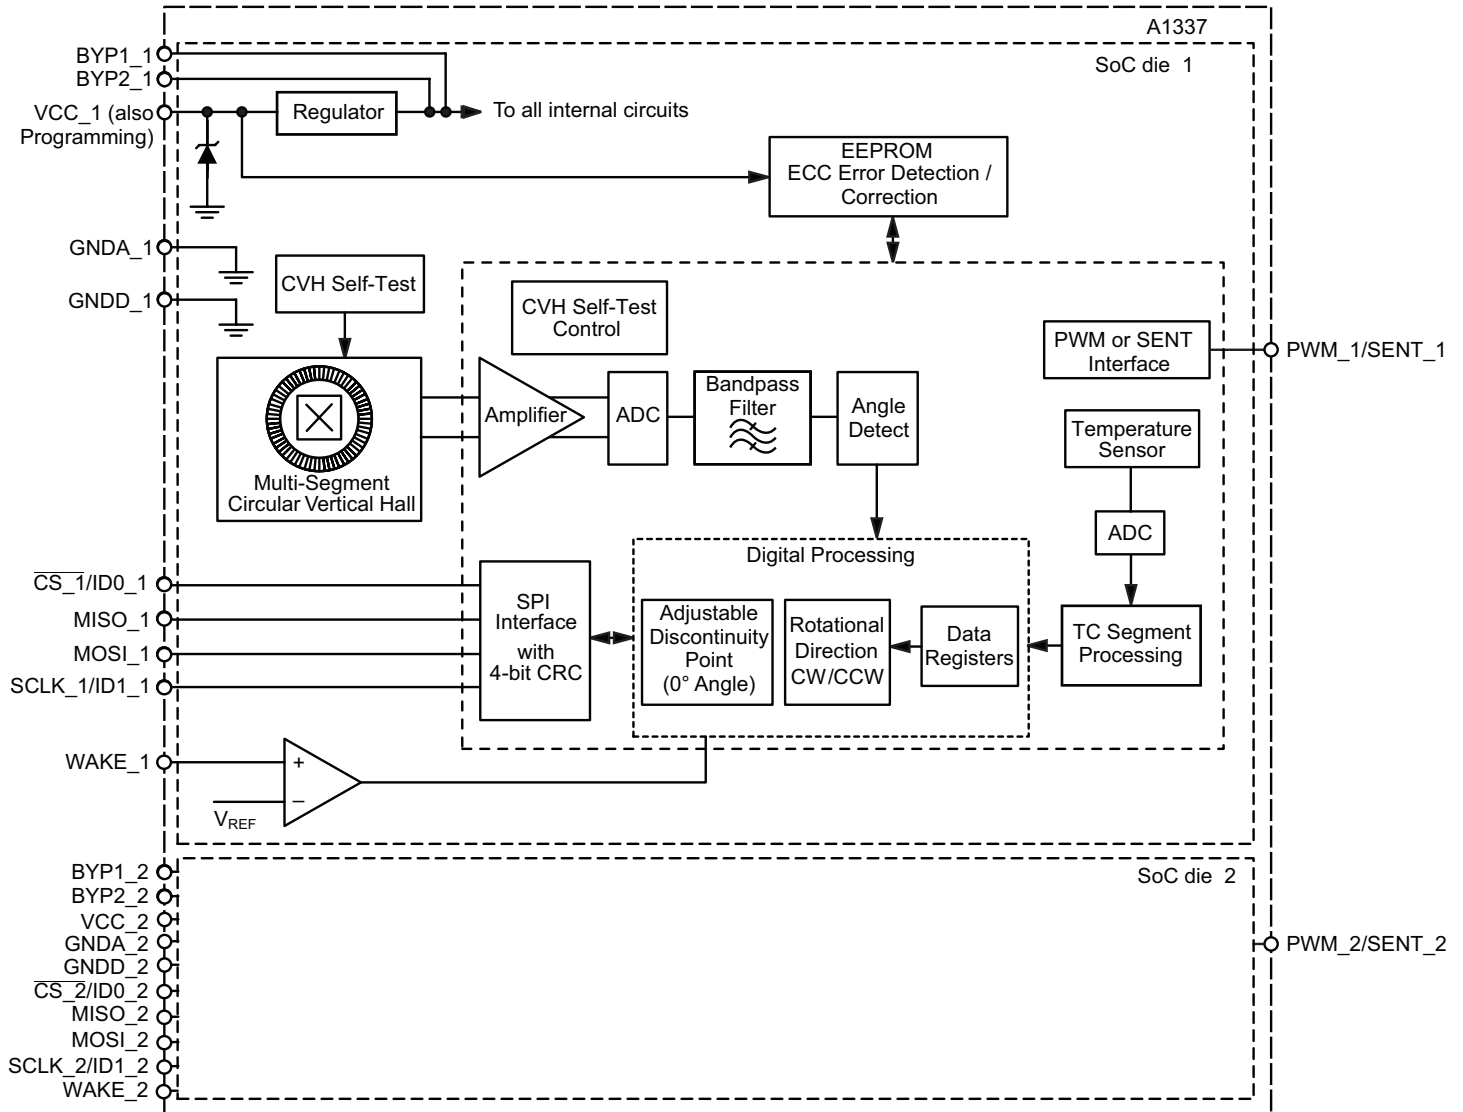 A1337
SoC die 1
BYP1_1
BYP2_1
VCC_1 (also
Programming)
Regulator
To all internal circuits
EEPROM
ECC Error Detection /
Correction
GNDA_1
GNDD_1
CVH Self-Test
CVH Self-Test
Control
PWM or SENT
Interface
PWM_1/SENT_1
Multi-Segment
Circular Vertical Hall
Amplifier
ADC
Bandpass
Filter
Angle
Detect
Temperature
Sensor
ADC
TC Segment
Processing
Digital Processing
Adjustable
Discontinuity
Point
(0° Angle)
Rotational
Direction
CW/CCW
Data
Registers
SPI
Interface
with
4-bit CRC
CS_1/ID0_1
MISO_1
MOSI_1
SCLK_1/ID1_1
WAKE_1
+
–
VREF
SoC die 2
BYP1_2
BYP2_2
VCC_2
GNDA_2
GNDD_2
CS_2/ID0_2
MISO_2
MOSI_2
SCLK_2/ID1_2
WAKE_2
PWM_2/SENT_2